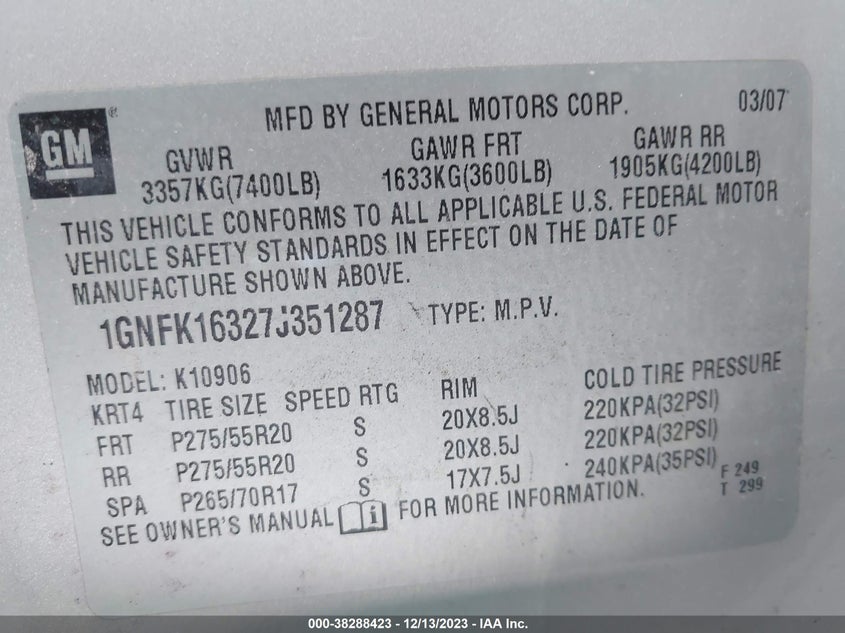 GM ®
MFD BY GENERAL MOTORS CORP. 03/07
GVWR GAWR FRT GAWR RR
3357KG(7400LB) 1633KG(3600LB) 1905KG(4200LB)
THIS VEHICLE CONFORMS TO ALL APPLICABLE U.S. FEDERAL MOTOR
VEHICLE SAFETY STANDARDS IN EFFECT ON THE DATE OF
MANUFACTURE SHOWN ABOVE.
1GNFK16327J351287 TYPE: M.P.V.
MODEL: K10906
KRT4 TIRE SIZE SPEED RTG RIM COLD TIRE PRESSURE
FRT P275/55R20 S 20X8.5J 220KPA(32PSI)
RR P275/55R20 S 20X8.5J 220KPA(32PSI)
SPA P265/70R17 S 17X7.5J 240KPA(35PSI)
SEE OWNER'S MANUAL i FOR MORE INFORMATION.
F 249
T 299
000-38288423 - 12/13/2023 - IAA Inc.